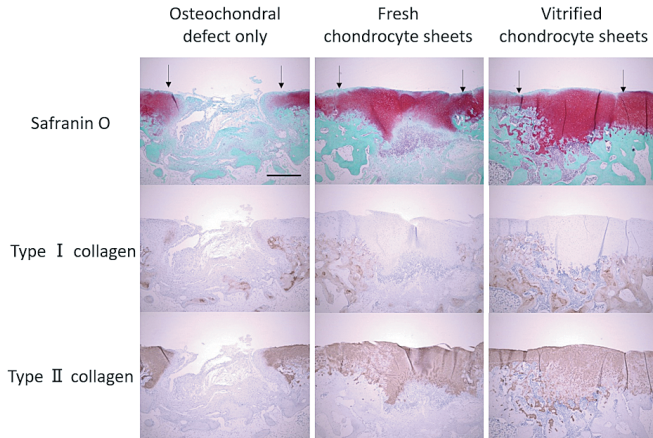 Osteochondral
defect only
Fresh
chondrocyte sheets
Vitrified
chondrocyte sheets
Safranin O
Type Ⅰ collagen
Type Ⅱ collagen